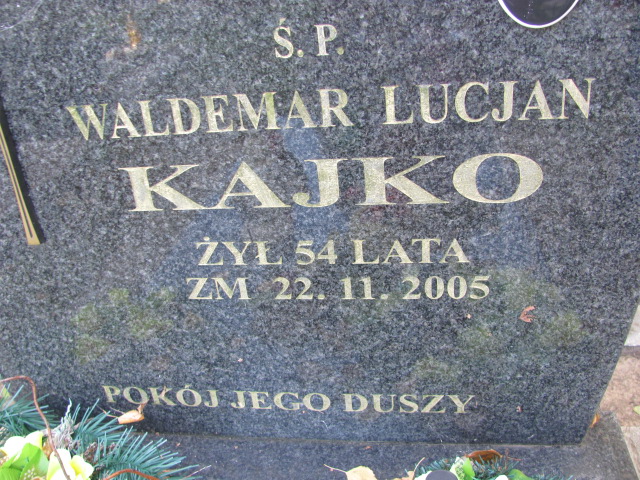 Ś. P.
WALDEMAR LUCJAN
KAJKO
ŻYŁ 54 LATA
ZM 22. 11. 2005
POKÓJ JEGO DUSZY